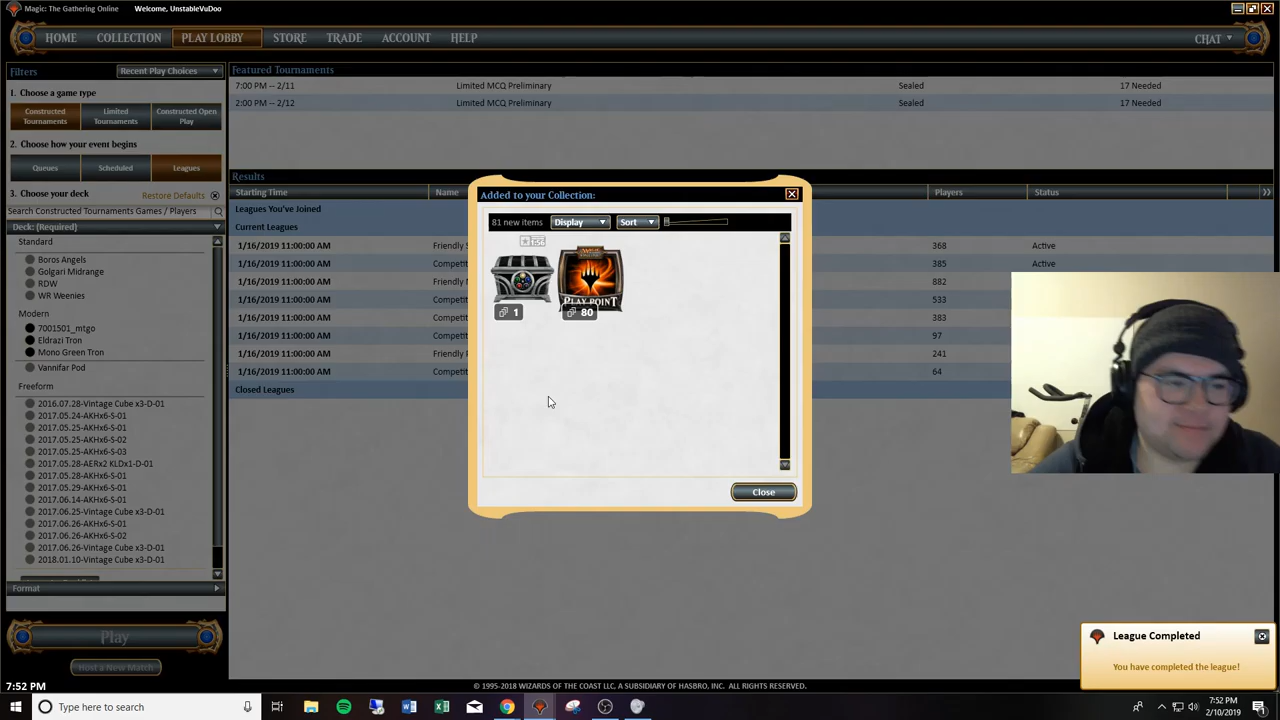 Magic: The Gathering Online Welcome, UnstableVuDoo
HOME COLLECTION PLAY LOBBY STORE TRADE ACCOUNT HELP CHAT
Filters Recent Play Choices
1. Choose a game type
Constructed Tournaments Limited Tournaments Constructed Open Play
2. Choose how your event begins
Queues Scheduled Leagues
3. Choose your deck Restore Defaults
Search Constructed Tournaments Games / Players
Deck: (Required)
Standard
Boros Angels
Golgari Midrange
RDW
WR Weenies
Modern
7001501_mtgo
Eldrazi Tron
Mono Green Tron
Vannifar Pod
Freeform
2016.07.28-Vintage Cube x3-D-01
2017.05.24-AKHx6-S-01
2017.05.25-AKHx6-S-01
2017.05.25-AKHx6-S-02
2017.05.25-AKHx6-S-03
2017.05.28-AERx2 KLDx1-D-01
2017.05.28-AKHx6-S-01
2017.05.29-AKHx6-S-01
2017.06.14-AKHx6-S-01
2017.06.25-Vintage Cube x3-D-01
2017.06.26-AKHx6-S-01
2017.06.26-AKHx6-S-02
2017.06.26-Vintage Cube x3-D-01
2018.01.10-Vintage Cube x3-D-01
Format
Play
Host a New Match
Featured Tournaments
7:00 PM -- 2/11 Limited MCQ Preliminary Sealed 17 Needed
2:00 PM -- 2/12 Limited MCQ Preliminary Sealed 17 Needed
Results
Starting Time Name Players Status
Leagues You've Joined
Current Leagues
1/16/2019 11:00:00 AM Friendly S 368 Active
1/16/2019 11:00:00 AM Competit 385 Active
1/16/2019 11:00:00 AM Friendly 882
1/16/2019 11:00:00 AM Competit 533
1/16/2019 11:00:00 AM Competit 383
1/16/2019 11:00:00 AM Competit 97
1/16/2019 11:00:00 AM Friendly 241
1/16/2019 11:00:00 AM Competit 64
Closed Leagues
Added to your Collection:
81 new items Display Sort
PLAY POINT
1 80
Close
League Completed
You have completed the league!
7:52 PM © 1995-2018 WIZARDS OF THE COAST LLC, A SUBSIDIARY OF HASBRO, INC. ALL RIGHTS RESERVED.
Type here to search
7:52 PM
2/10/2019